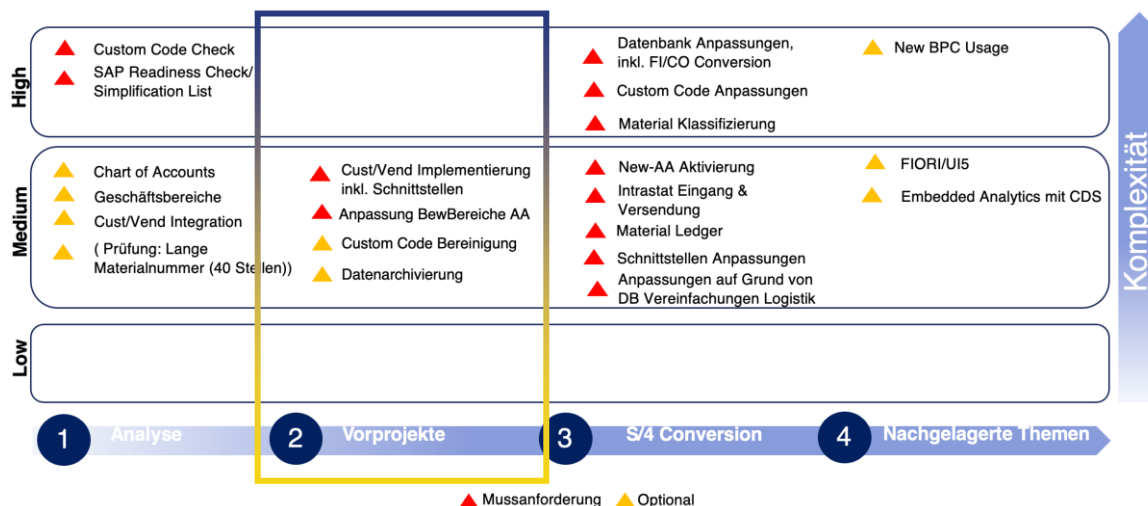 High
Custom Code Check
SAP Readiness Check/
Simplification List
Datenbank Anpassungen,
inkl. FI/CO Conversion
Custom Code Anpassungen
Material Klassifizierung
New BPC Usage
Medium
Chart of Accounts
Geschäftsbereiche
Cust/Vend Integration
( Prüfung: Lange
Materialnummer (40 Stellen))
Cust/Vend Implementierung
inkl. Schnittstellen
Anpassung BewBereiche AA
Custom Code Bereinigung
Datenarchivierung
New-AA Aktivierung
Intrastat Eingang &
Versendung
Material Ledger
Schnittstellen Anpassungen
Anpassungen auf Grund von
DB Vereinfachungen Logistik
FIORI/UI5
Embedded Analytics mit CDS
Low
Komplexität
1 Analyse
2 Vorprojekte
3 S/4 Conversion
4 Nachgelagerte Themen
Mussanforderung
Optional